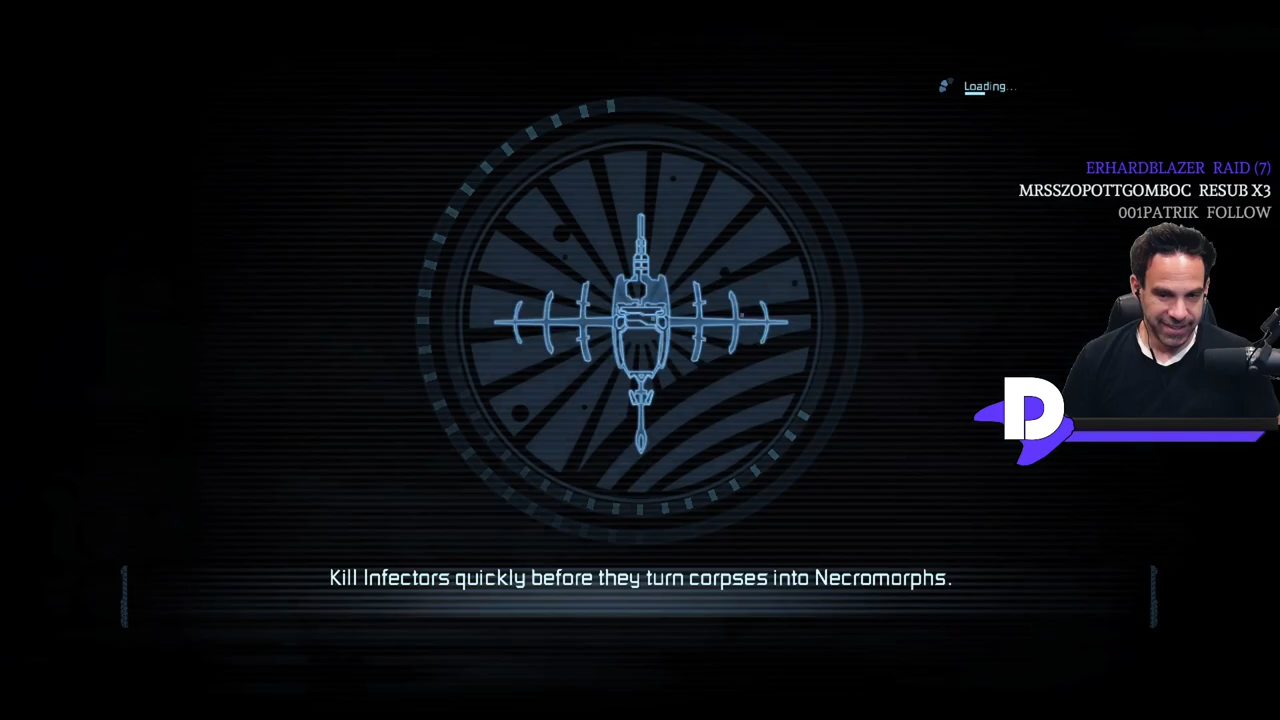 Loading...
ERHARDBLAZER RAID (7)
MRSSZOPOTTGOMBOC RESUB X3
001PATRIK FOLLOW
D
Kill Infectors quickly before they turn corpses into Necromorphs.